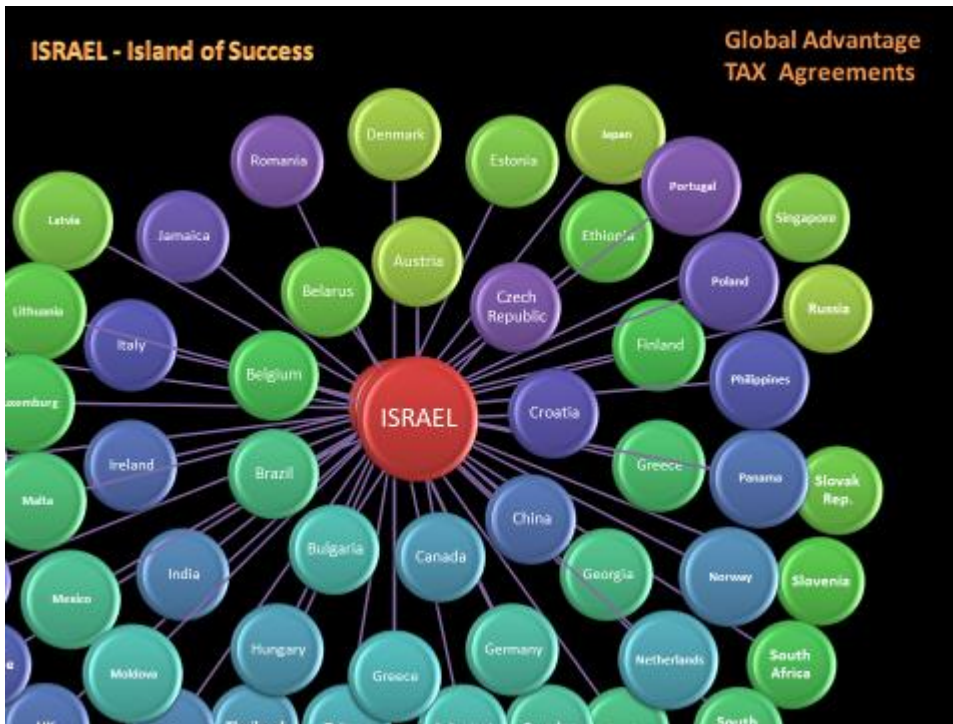 ISRAEL - Island of Success
Global Advantage
TAX Agreements
Denmark
Japan
Romania
Estonia
Portugal
Latvia
Jamaica
Singapore
Ethiopia
Austria
Belarus
Poland
Czech
Republic
Lithuania
Russia
Italy
Finland
Belgium
Philippines
uxemburg
ISRAEL
Croatia
Ireland
Brazil
Greece
Panama
Slovak
Rep.
Malta
China
Bulgaria
Canada
India
Georgia
Norway
Slovenia
Mexico
Hungary
Germany
Netherlands
South
Africa
Moldova
Greece
e
South